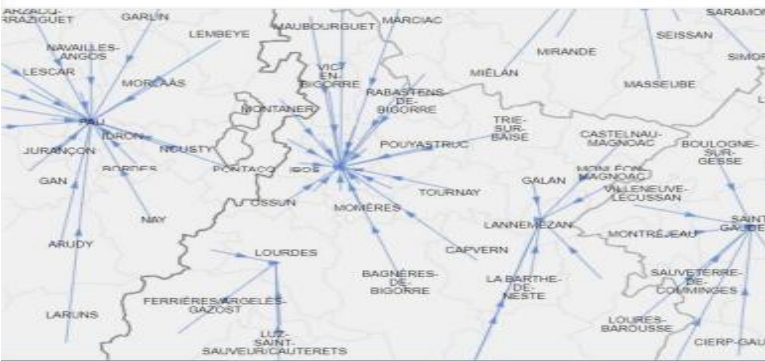 ARZACQ-
ARRAZIGUET
GARLIN
LEMBEYE
MAUBOURGUET
MARCIAC
SARAMON
SEISSAN
MIRANDE
NAVAILLES-
ANGOS
LESCAR
MORLAÀS
VIC-
EN-
BIGORRE
MIÉLAN
MASSEUBE
RABASTENS-
DE-
BIGORRE
MONTANER
PAU
IDRON
TRIE-
SUR-
BAÏSE
CASTELNAU-
MAGNOAC
JURANÇON
NOUSTY
POUYASTRUC
BOULOGNE-
SUR-
GESSE
GAN
BORDES
PONTACQ
IBOS
GALAN
MONLÉON-
MAGNOAC
VILLENEUVE-
LÉCUSSAN
TOURNAY
OSSUN
MOMÈRES
NAY
LANNEMEZAN
MONTRÉJEAU
SAINT-
ARUDY
LOURDES
CAPVERN
BAGNÈRES-
DE-
BIGORRE
LA BARTHE-
DE-
NESTE
SAUVETERRE-
DE-
COMMINGES
FERRIÈRES/ARGELÈS-
GAZOST
LARUNS
LUZ-
SAINT-
SAUVEUR/CAUTERETS
LOURES-
BAROUSSE
CIERP-GAU